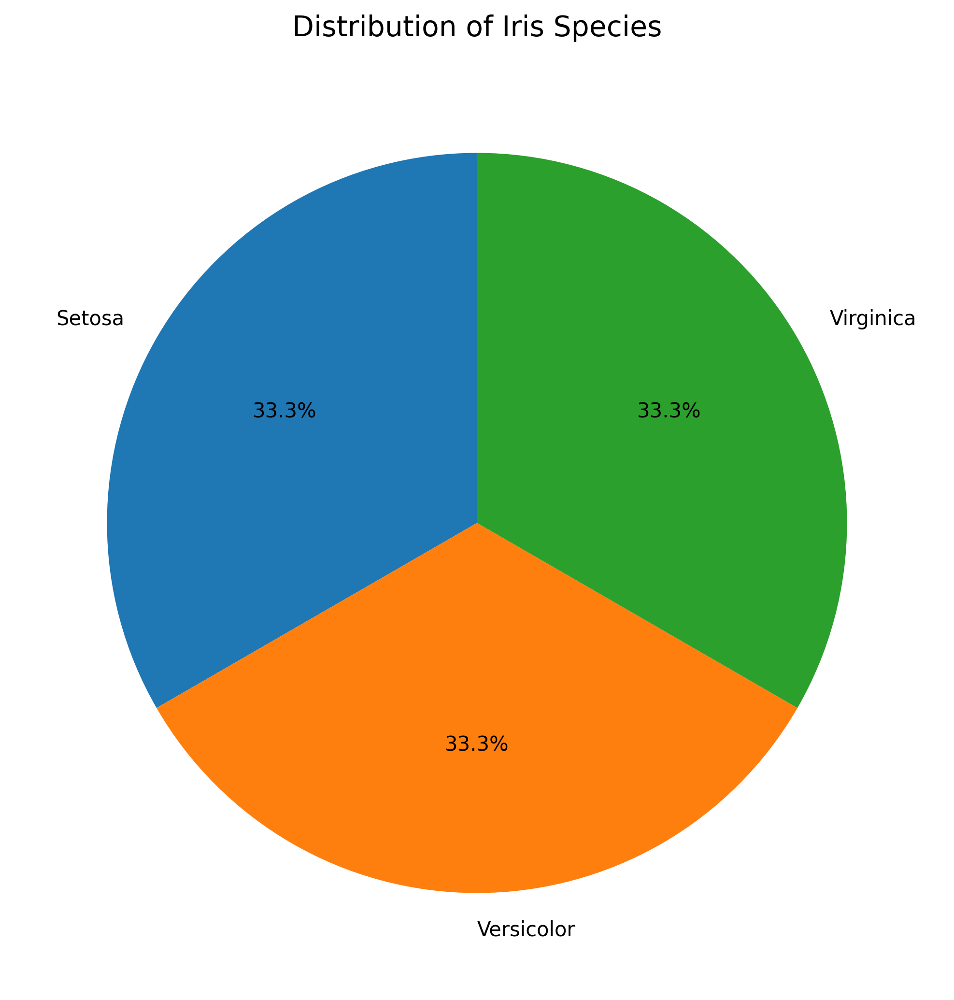 Distribution of Iris Species
Setosa
Virginica
33.3%
33.3%
33.3%
Versicolor